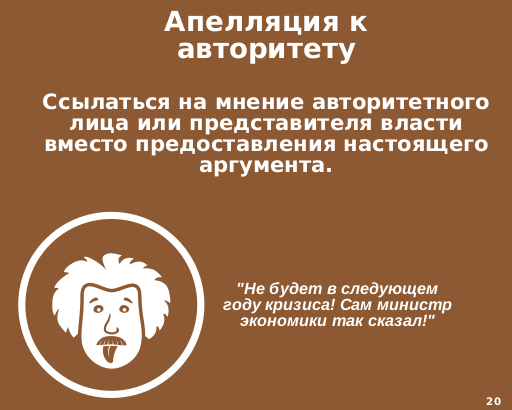 Апелляция к
авторитету
Ссылаться на мнение авторитетного
лица или представителя власти
вместо предоставления настоящего
аргумента.
"Не будет в следующем
году кризиса! Сам министр
экономики так сказал!"
20